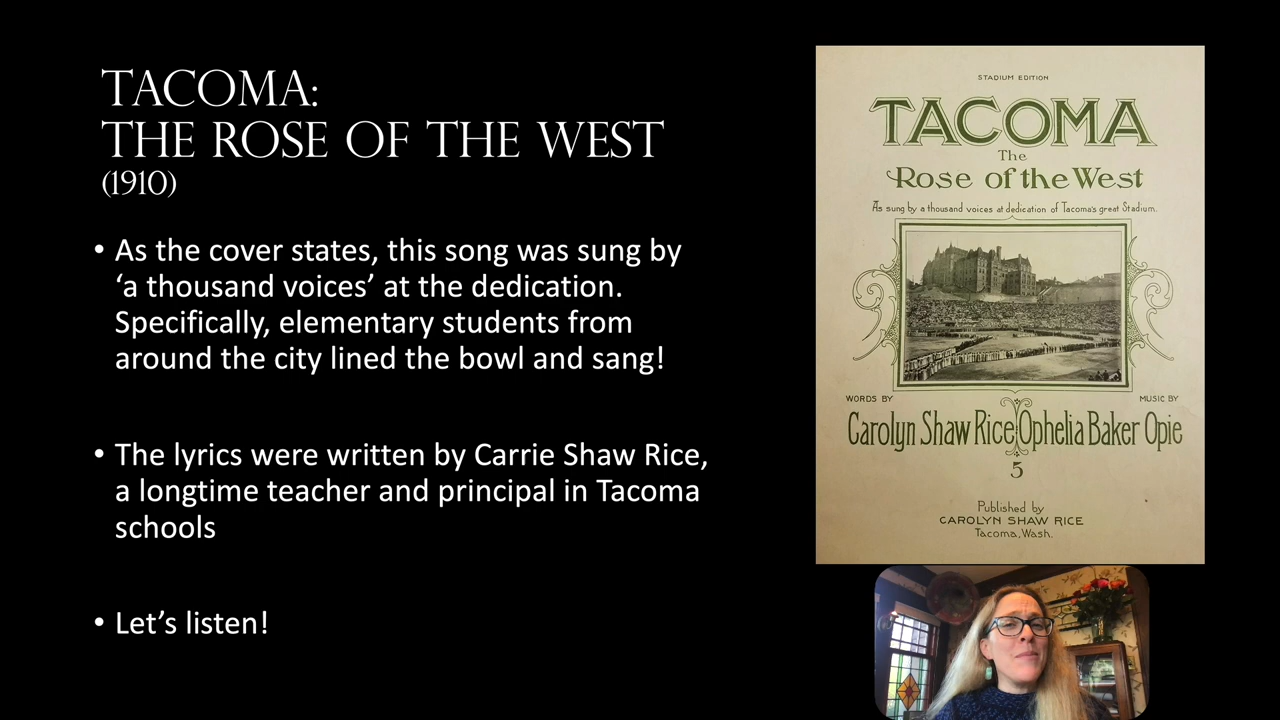 TACOMA:
THE ROSE OF THE WEST
(1910)
• As the cover states, this song was sung by
‘a thousand voices’ at the dedication.
Specifically, elementary students from
around the city lined the bowl and sang!
• The lyrics were written by Carrie Shaw Rice,
a longtime teacher and principal in Tacoma
schools
• Let’s listen!
STADIUM EDITION
TACOMA
The
Rose of the West
As sung by a thousand voices at dedication of Tacoma's great Stadium.
WORDS BY MUSIC BY
Carolyn Shaw Rice Ophelia Baker Opie
5
Published by
CAROLYN SHAW RICE
Tacoma, Wash.